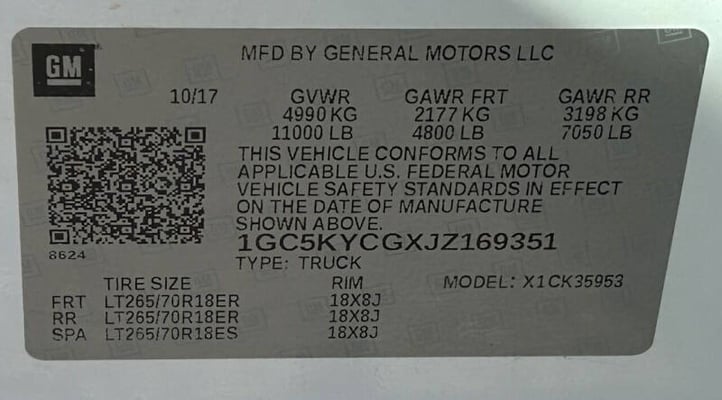 GM
MFD BY GENERAL MOTORS LLC
10/17 GVWR GAWR FRT GAWR RR
4990 KG 2177 KG 3198 KG
11000 LB 4800 LB 7050 LB
THIS VEHICLE CONFORMS TO ALL
APPLICABLE U.S. FEDERAL MOTOR
VEHICLE SAFETY STANDARDS IN EFFECT
ON THE DATE OF MANUFACTURE
SHOWN ABOVE.
1GC5KYCGXJZ169351
8624
TYPE: TRUCK
TIRE SIZE RIM MODEL: X1CK35953
FRT LT265/70R18ER 18X8J
RR LT265/70R18ER 18X8J
SPA LT265/70R18ES 18X8J